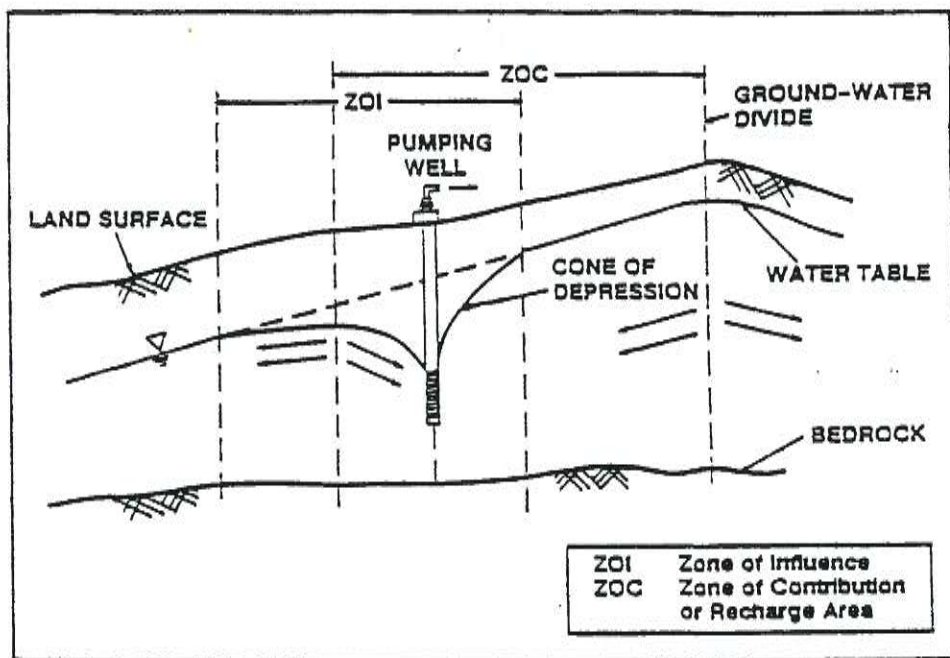 ZOC
ZOI
GROUND-WATER
DIVIDE
PUMPING
WELL
LAND SURFACE
CONE OF
DEPRESSION
WATER TABLE
BEDROCK
ZOI Zone of Influence
ZOC Zone of Contribution
or Recharge Area